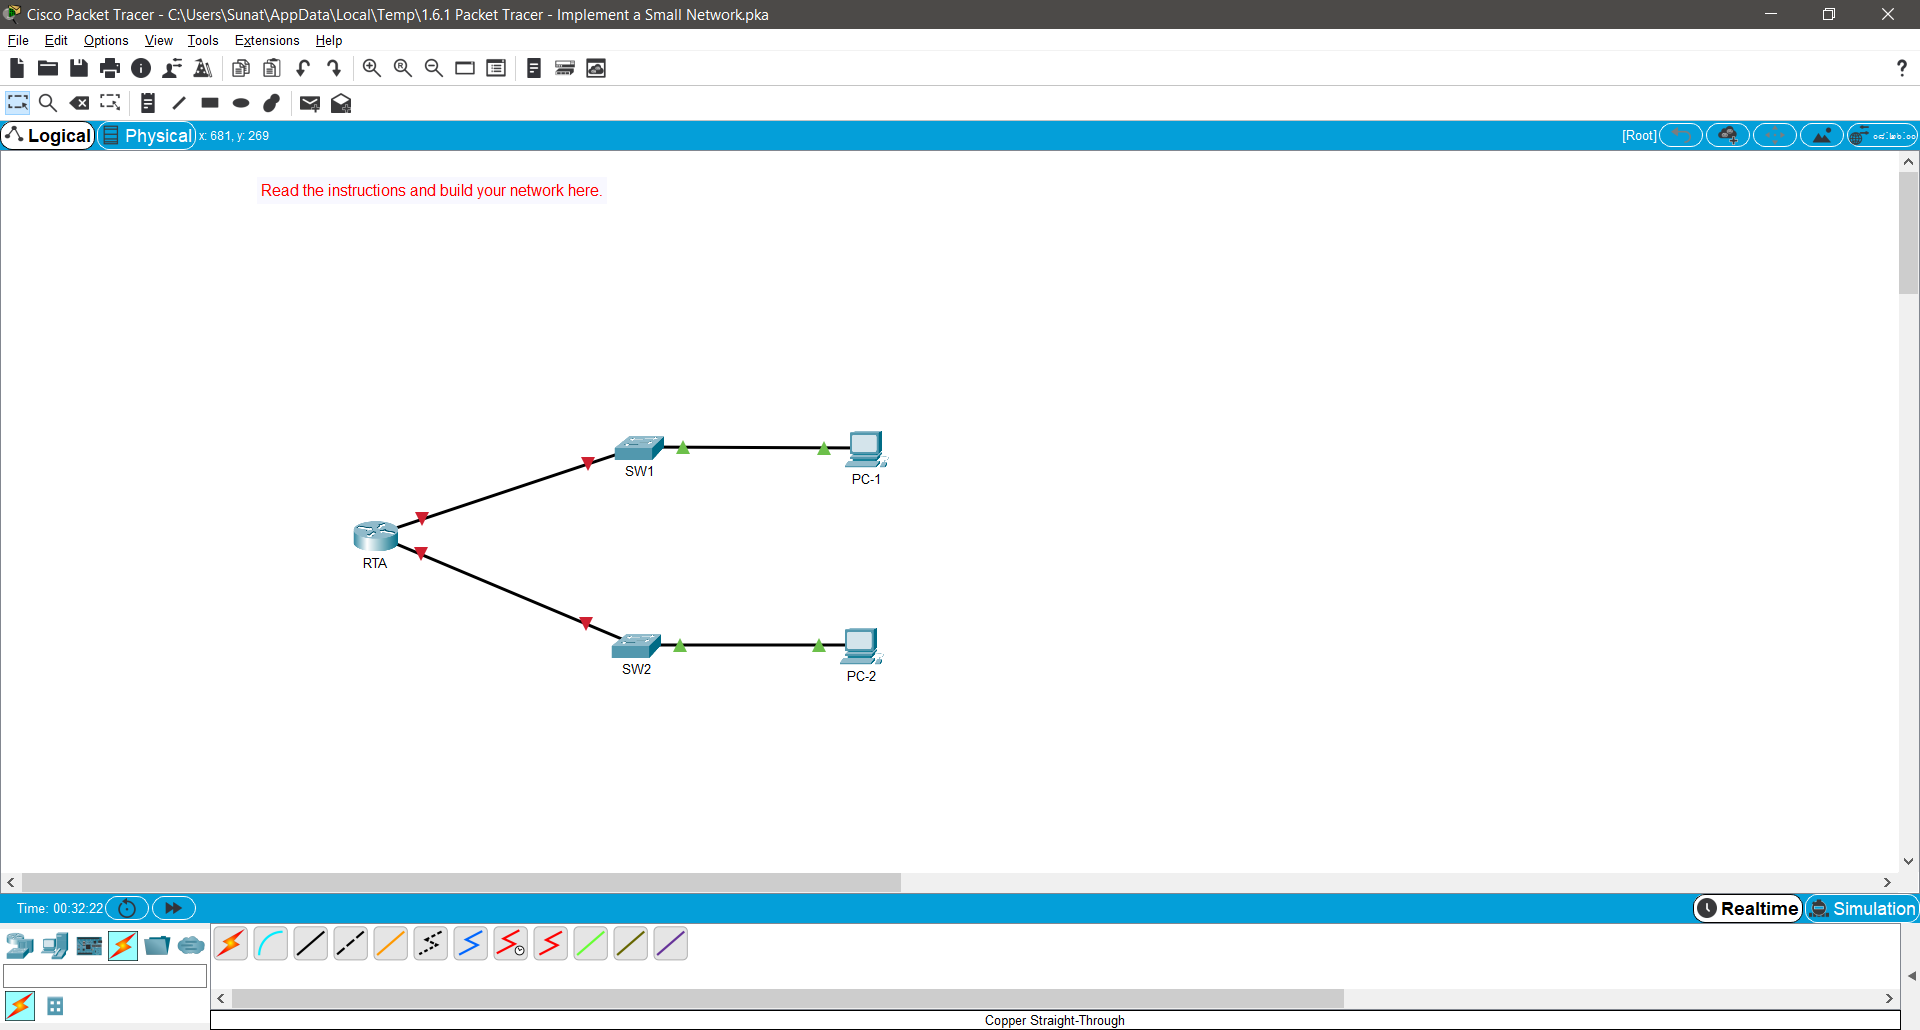 Cisco Packet Tracer - C:\Users\Sunat\AppData\Local\Temp\1.6.1 Packet Tracer - Implement a Small Network.pka
File Edit Options View Tools Extensions Help
Logical Physical x: 681, y: 269 [Root]
Read the instructions and build your network here.
SW1
PC-1
RTA
SW2
PC-2
Time: 00:32:22 Realtime Simulation
Copper Straight-Through